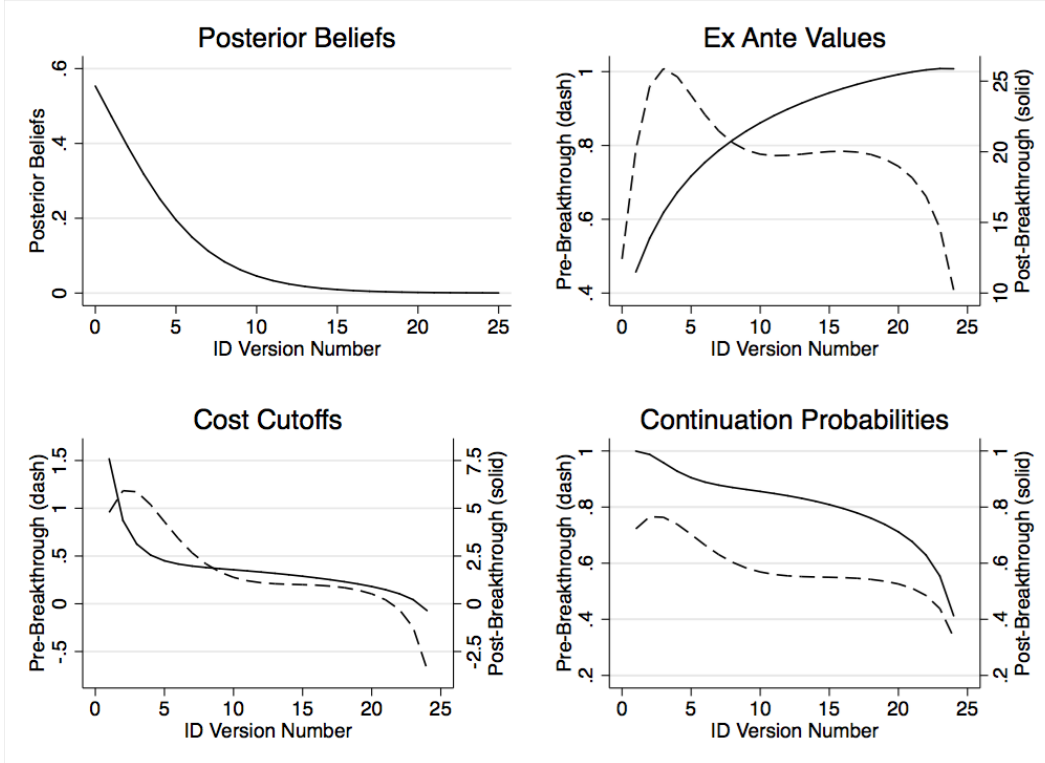 Posterior Beliefs
Posterior Beliefs
.6
.4
.2
0
0 5 10 15 20 25
ID Version Number
Ex Ante Values
Pre-Breakthrough (dash)
1
.8
.6
.4
25
20
15
10
Post-Breakthrough (solid)
0 5 10 15 20 25
ID Version Number
Cost Cutoffs
Pre-Breakthrough (dash)
1.5
1
.5
0
-.5
7.5
5
2.5
0
-2.5
Post-Breakthrough (solid)
0 5 10 15 20 25
ID Version Number
Continuation Probabilities
Pre-Breakthrough (dash)
1
.8
.6
.4
.2
1
.8
.6
.4
.2
Post-Breakthrough (solid)
0 5 10 15 20 25
ID Version Number